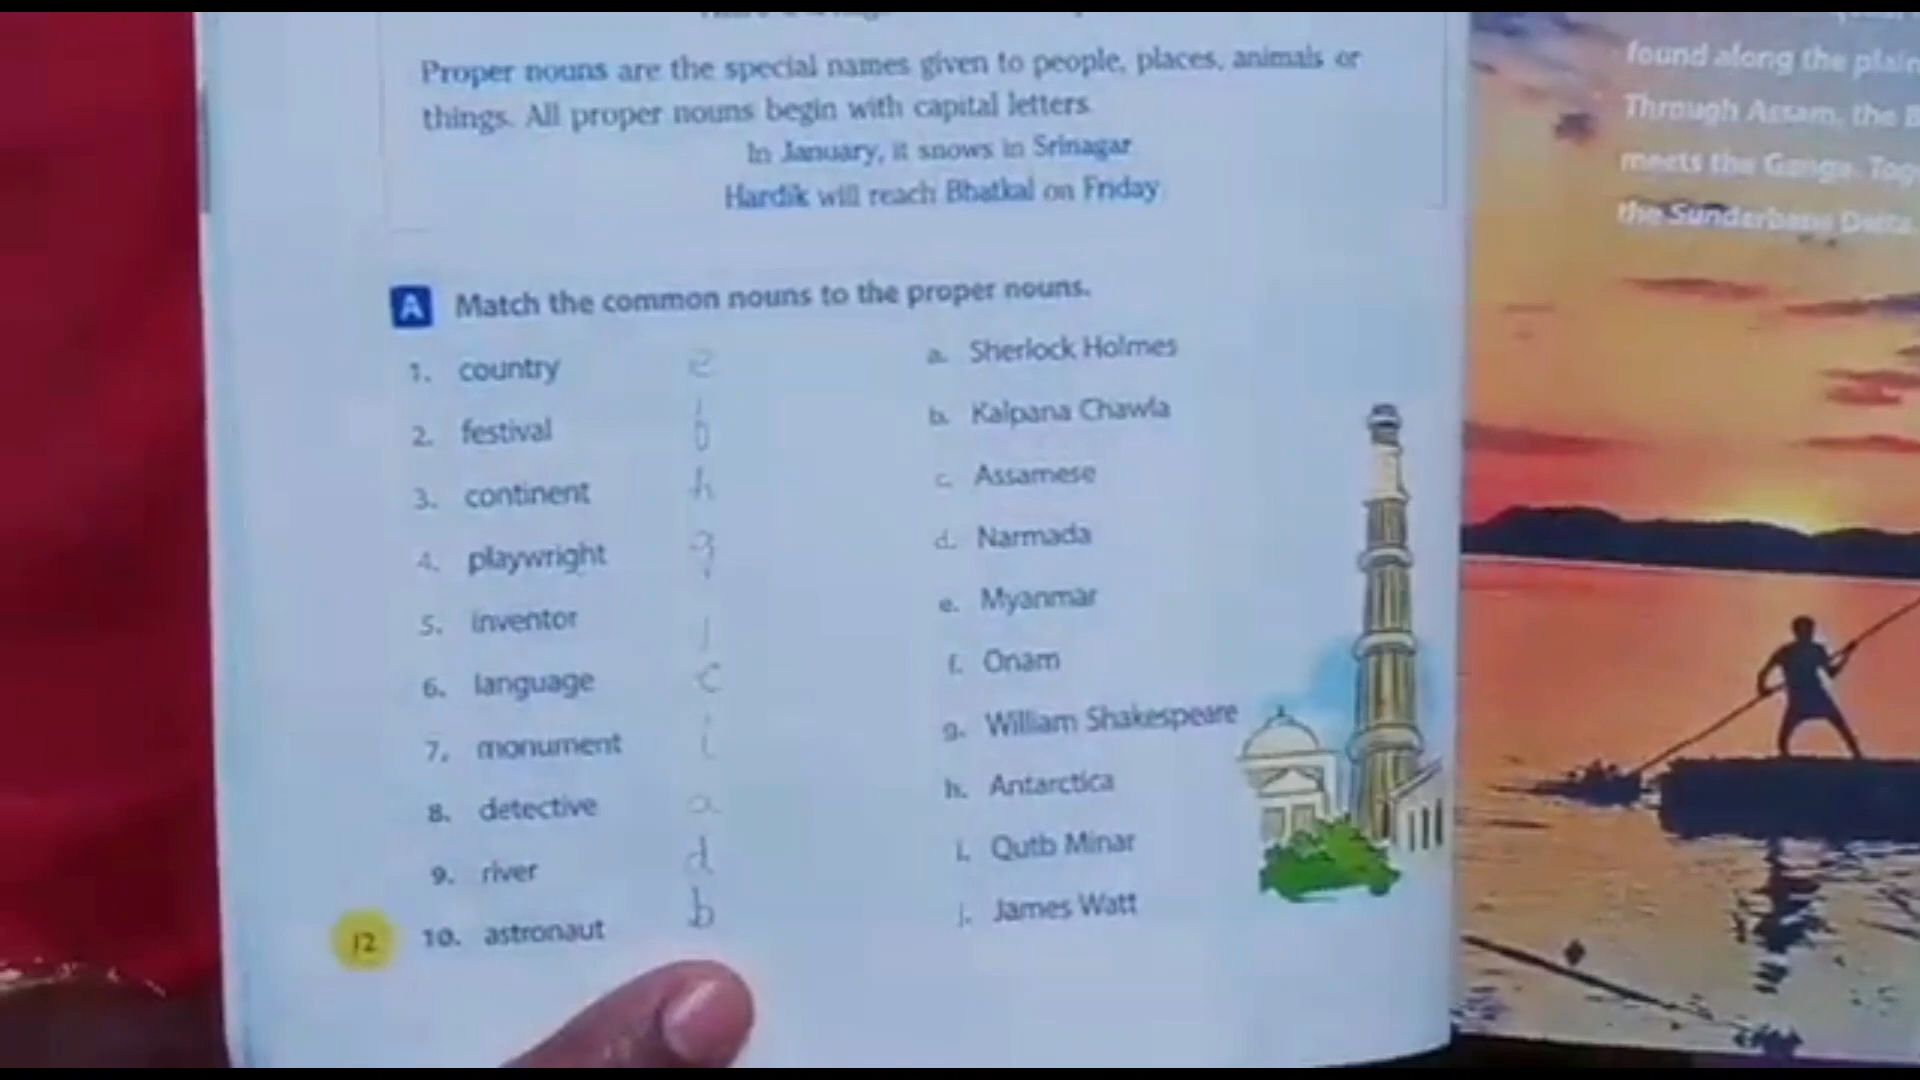 Proper nouns are the special names given to people, places, animals or
things. All proper nouns begin with capital letters.
In January, it snows in Srinagar.
Hardik will reach Bhatkal on Friday.
A Match the common nouns to the proper nouns.
1. country e a. Sherlock Holmes
2. festival b. Kalpana Chawla
3. continent h c. Assamese
4. playwright g d. Narmada
5. inventor j e. Myanmar
6. language c f. Onam
7. monument i g. William Shakespeare
8. detective a h. Antarctica
9. river d i. Qutb Minar
10. astronaut b j. James Watt
12
found along the plain
Through Assam, the B
meets the Ganga. Tog
the Sunderbans Delta.